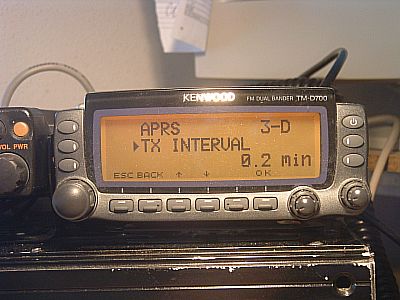 KENWOOD FM DUAL BANDER TM-D700
APRS 3-D
▸TX INTERVAL
0.2 min
ESC BACK ↑ ↓ OK
VOL PWR